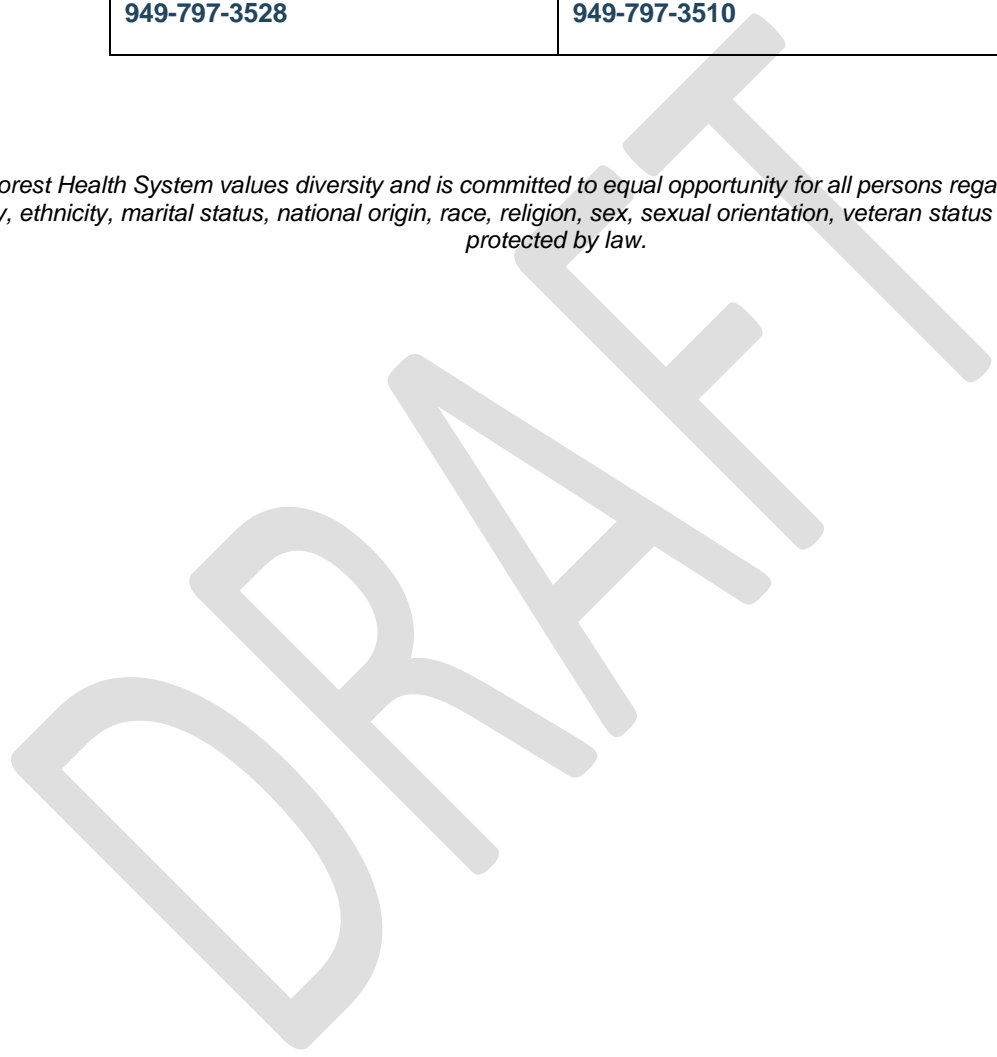 949-797-3528 949-797-3510
orest Health System values diversity and is committed to equal opportunity for all persons rega
, ethnicity, marital status, national origin, race, religion, sex, sexual orientation, veteran status
protected by law.
DRAFT